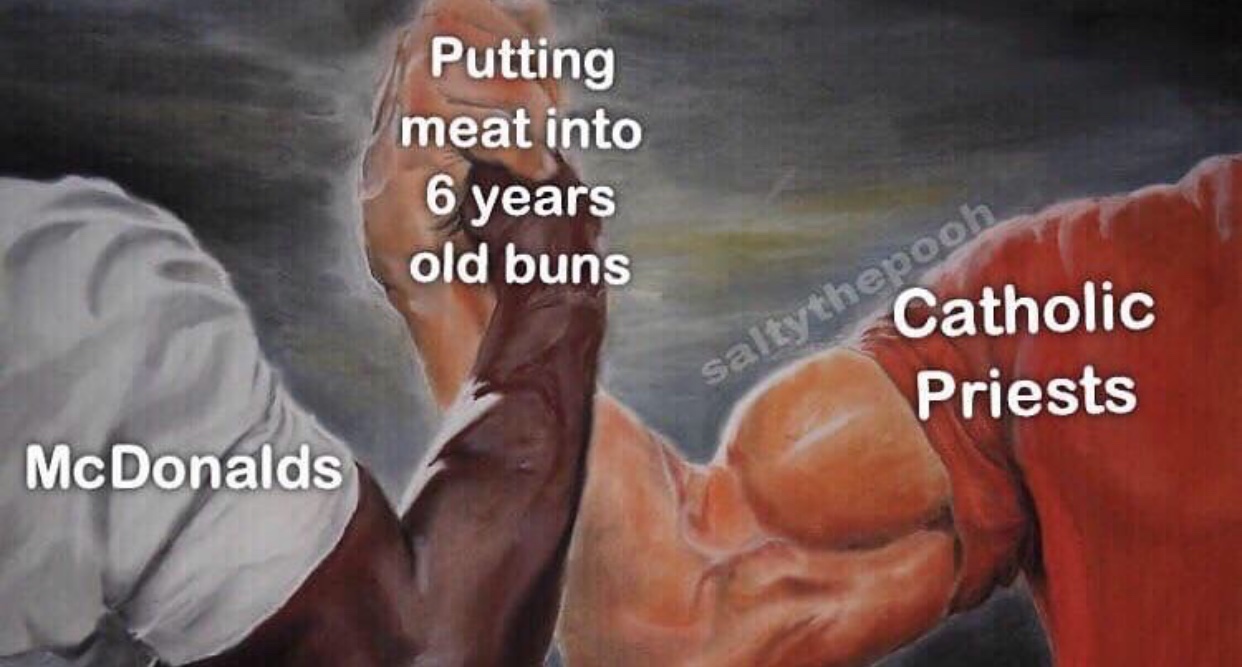 Putting
meat into
6 years
old buns
saltythepooh
Catholic
Priests
McDonalds